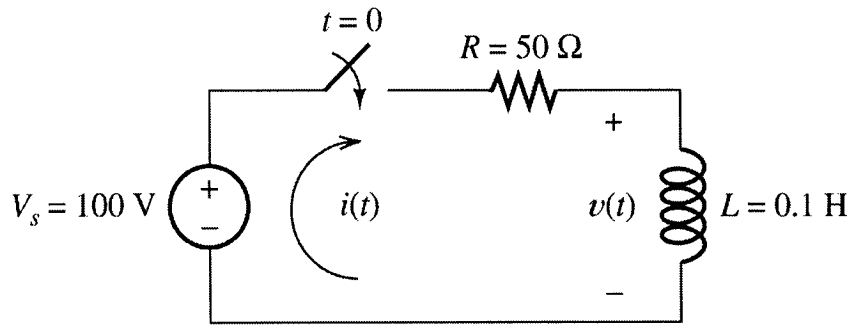 t = 0
R = 50 Ω
+
V_s = 100 V
+
−
i(t)
v(t)
L = 0.1 H
−